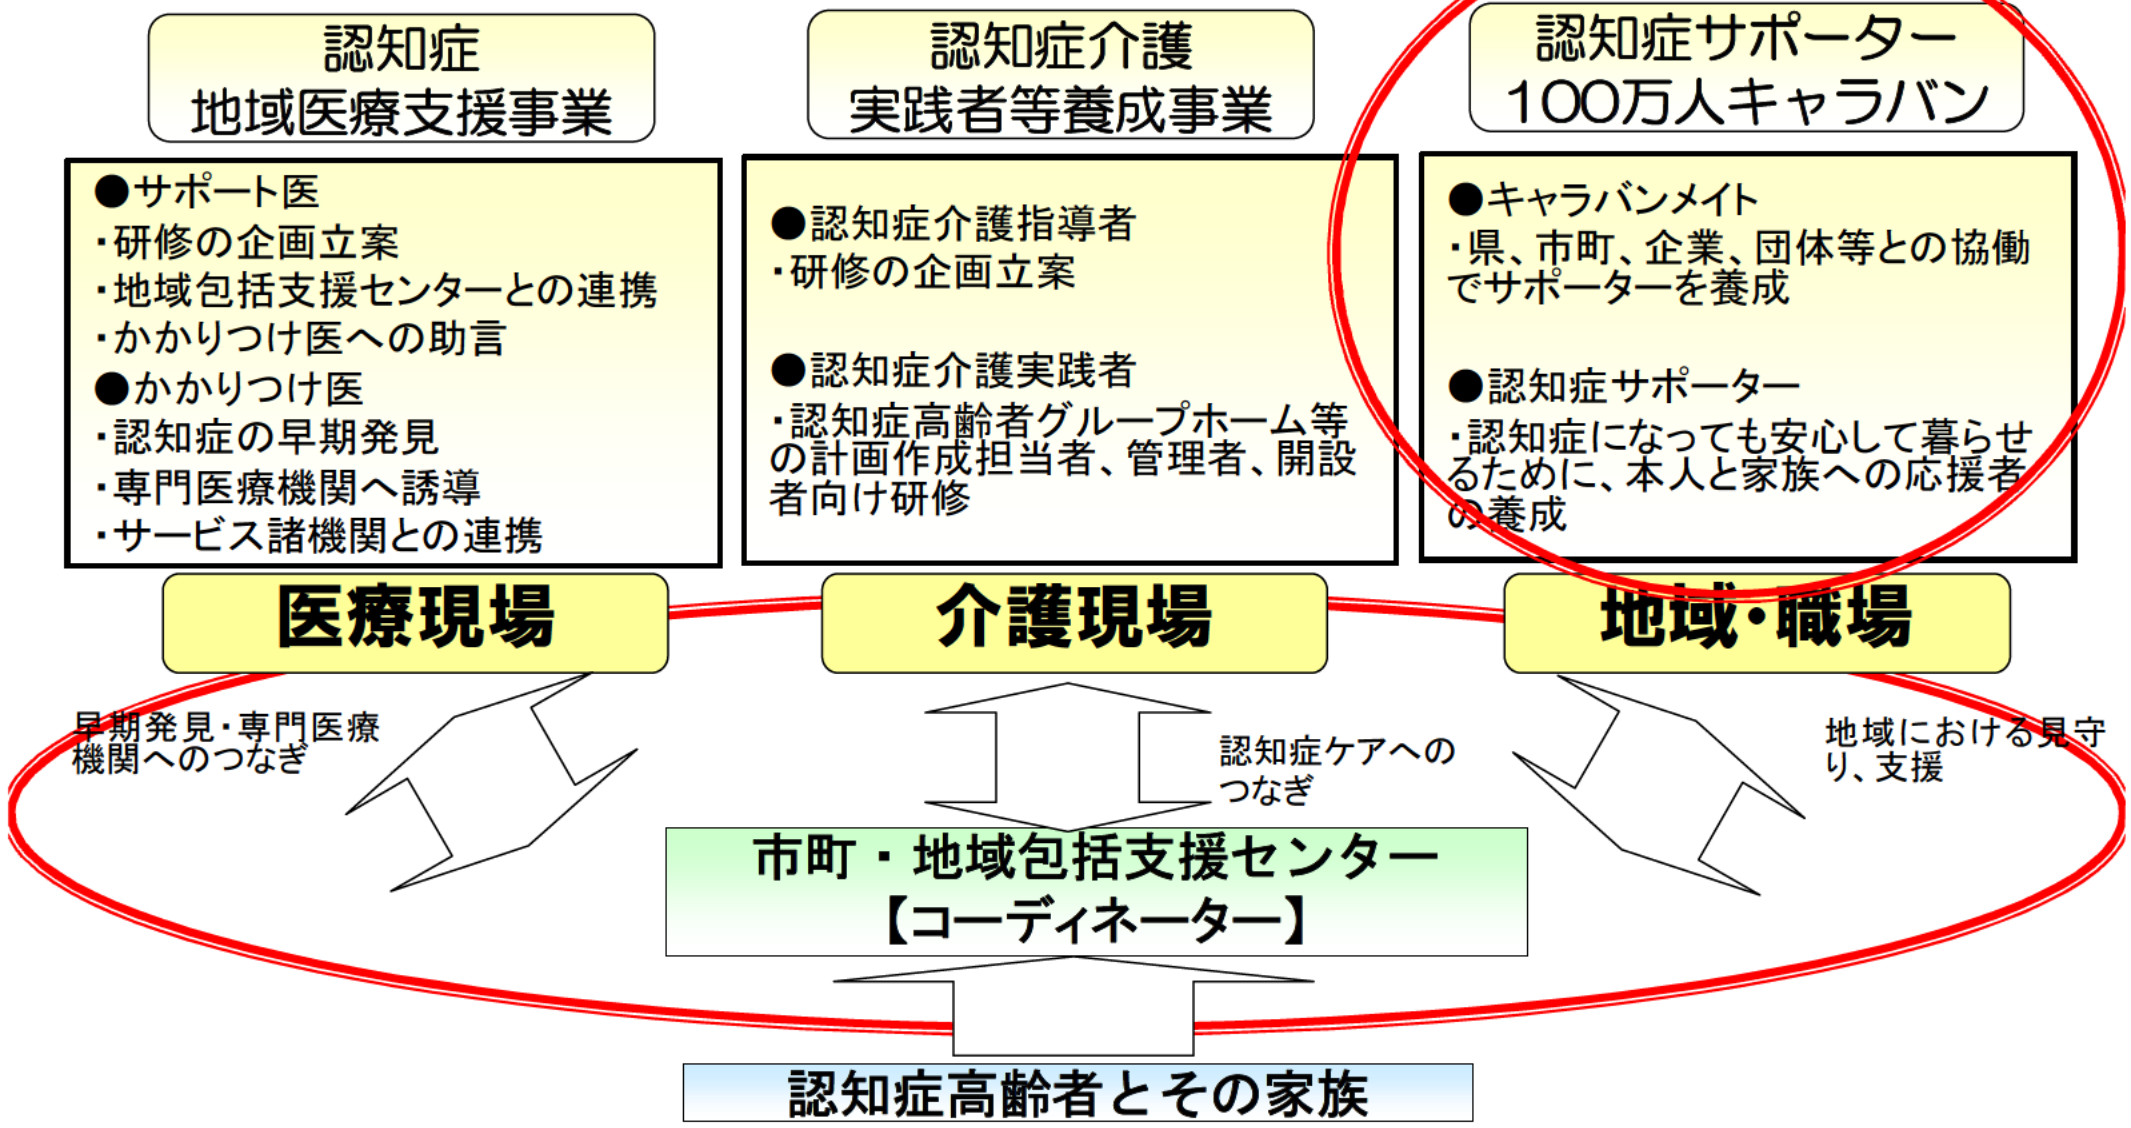 認知症
地域医療支援事業
●サポート医
・研修の企画立案
・地域包括支援センターとの連携
・かかりつけ医への助言
●かかりつけ医
・認知症の早期発見
・専門医療機関へ誘導
・サービス諸機関との連携
医療現場
認知症介護
実践者等養成事業
●認知症介護指導者
・研修の企画立案
●認知症介護実践者
・認知症高齢者グループホーム等
の計画作成担当者、管理者、開設
者向け研修
介護現場
認知症サポーター
100万人キャラバン
●キャラバンメイト
・県、市町、企業、団体等との協働
でサポーターを養成
●認知症サポーター
・認知症になっても安心して暮らせ
るために、本人と家族への応援者
の養成
地域・職場
早期発見・専門医療
機関へのつなぎ
認知症ケアへの
つなぎ
地域における見守
り、支援
市町・地域包括支援センター
【コーディネーター】
認知症高齢者とその家族